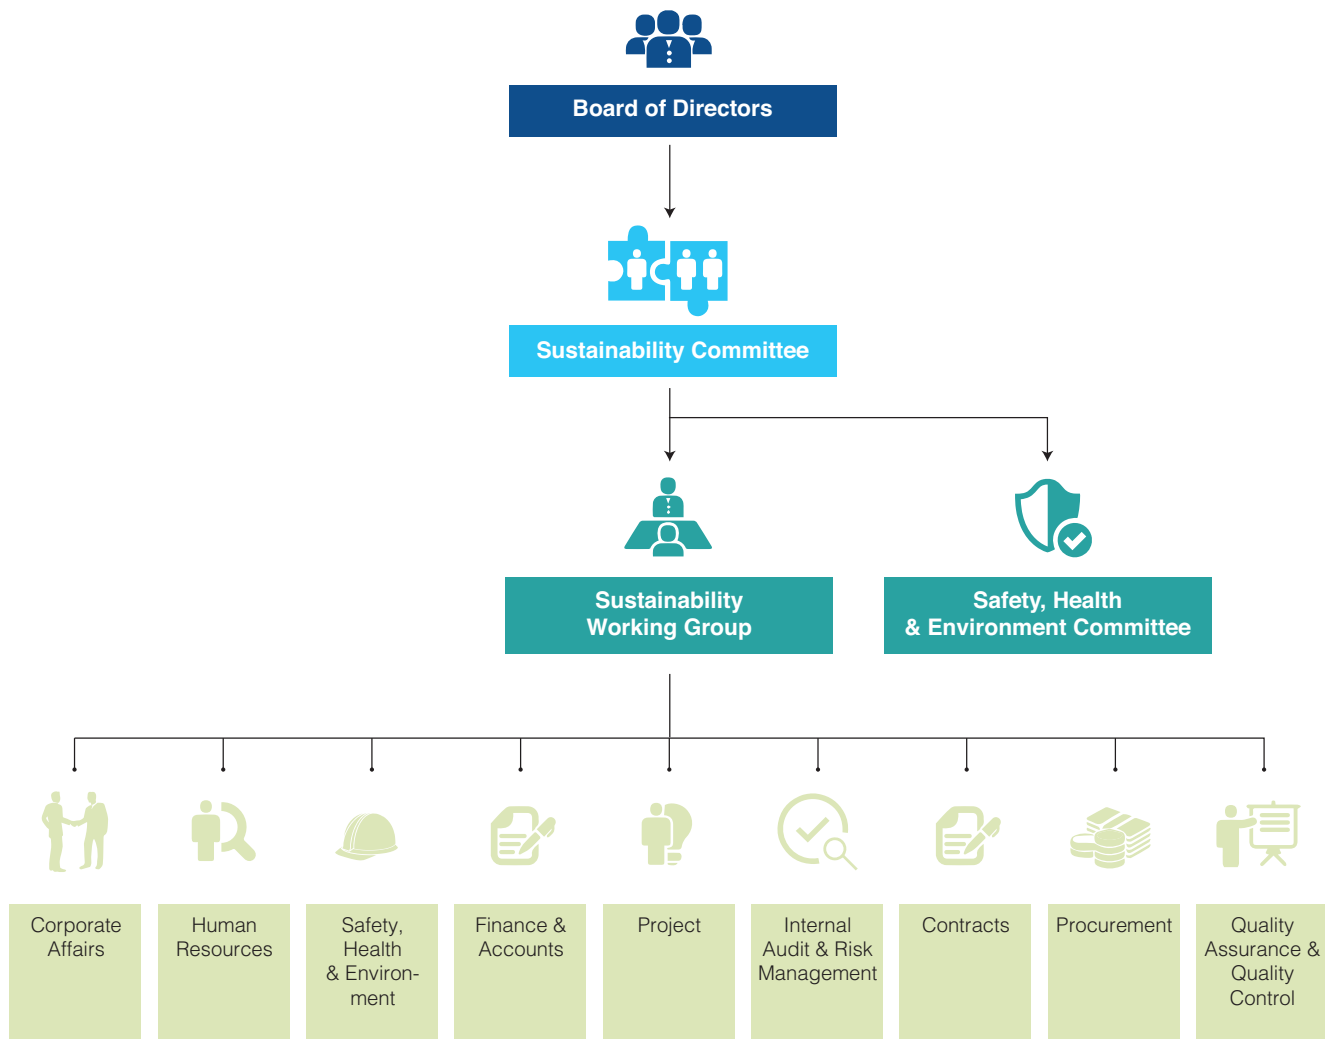 Board of Directors
Sustainability Committee
Sustainability
Working Group
Safety, Health
& Environment Committee
Corporate
Affairs
Human
Resources
Safety,
Health
& Environ-
ment
Finance &
Accounts
Project
Internal
Audit & Risk
Management
Contracts
Procurement
Quality
Assurance &
Quality
Control